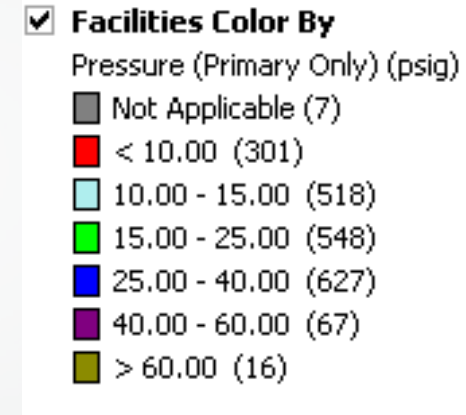 Facilities Color By
Pressure (Primary Only) (psig)
Not Applicable (7)
< 10.00 (301)
10.00 - 15.00 (518)
15.00 - 25.00 (548)
25.00 - 40.00 (627)
40.00 - 60.00 (67)
> 60.00 (16)